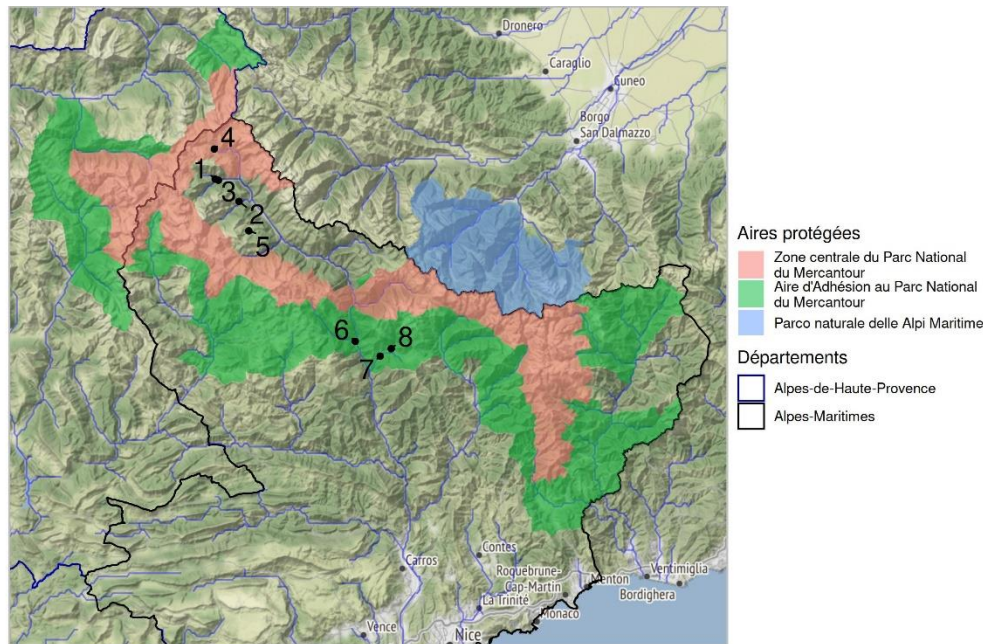 Dronero
Caraglio
Cuneo
Borgo
San Dalmazzo
4
1
3
2
5
6
8
7
Carros
Contes
Roquebrune-
Cap-Martin
Menton
Ventimiglia
Bordighera
La Trinité
Monaco
Vence
Nice
Aires protégées
Zone centrale du Parc National
du Mercantour
Aire d'Adhésion au Parc National
du Mercantour
Parco naturale delle Alpi Maritime
Départements
Alpes-de-Haute-Provence
Alpes-Maritimes